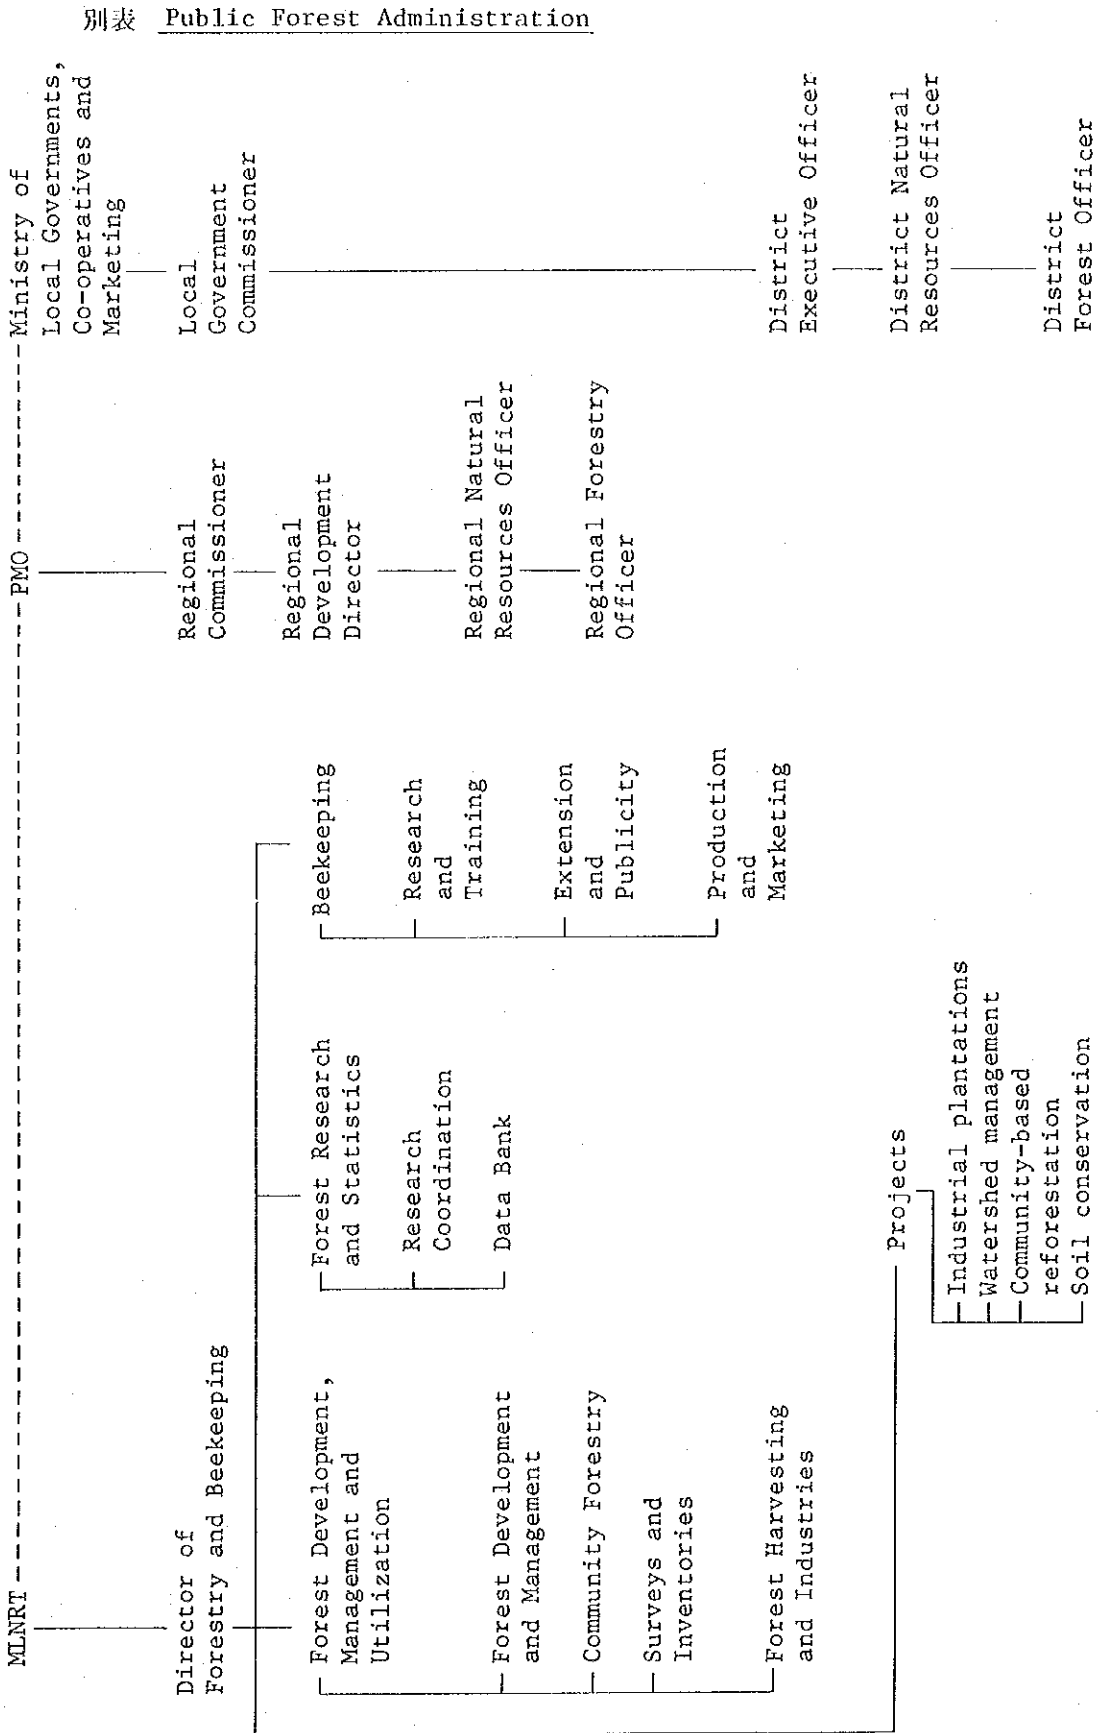 別表 Public Forest Administration
MLNRT
Director of
Forestry and Beekeeping
Forest Development,
Management and
Utilization
Forest Development
and Management
Community Forestry
Surveys and
Inventories
Forest Harvesting
and Industries
Forest Research
and Statistics
Research
Coordination
Data Bank
Beekeeping
Research
and
Training
Extension
and
Publicity
Production
and
Marketing
Projects
Industrial plantations
Watershed management
Community-based
reforestation
Soil conservation
PMO
Regional
Commissioner
Regional
Development
Director
Regional Natural
Resources Officer
Regional Forestry
Officer
Ministry of
Local Governments,
Co-operatives and
Marketing
Local
Government
Commissioner
District
Executive Officer
District Natural
Resources Officer
District
Forest Officer